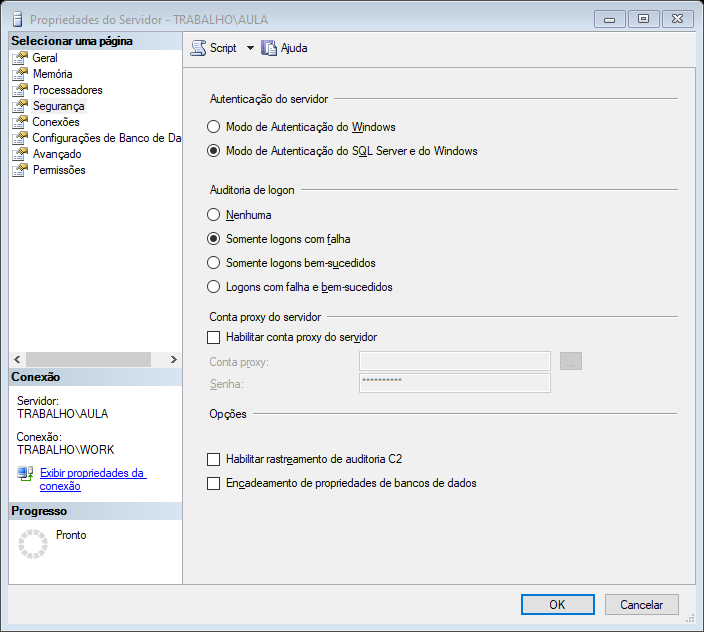 Propriedades do Servidor - TRABALHO\AULA
Selecionar uma página
Geral
Memória
Processadores
Segurança
Conexões
Configurações de Banco de Da
Avançado
Permissões
Conexão
Servidor:
TRABALHO\AULA
Conexão:
TRABALHO\WORK
Exibir propriedades da
conexão
Progresso
Pronto
Script
Ajuda
Autenticação do servidor
Modo de Autenticação do Windows
Modo de Autenticação do SQL Server e do Windows
Auditoria de logon
Nenhuma
Somente logons com falha
Somente logons bem-sucedidos
Logons com falha e bem-sucedidos
Conta proxy do servidor
Habilitar conta proxy do servidor
Conta proxy:
...
Senha:
**********
Opções
Habilitar rastreamento de auditoria C2
Encadeamento de propriedades de bancos de dados
OK
Cancelar